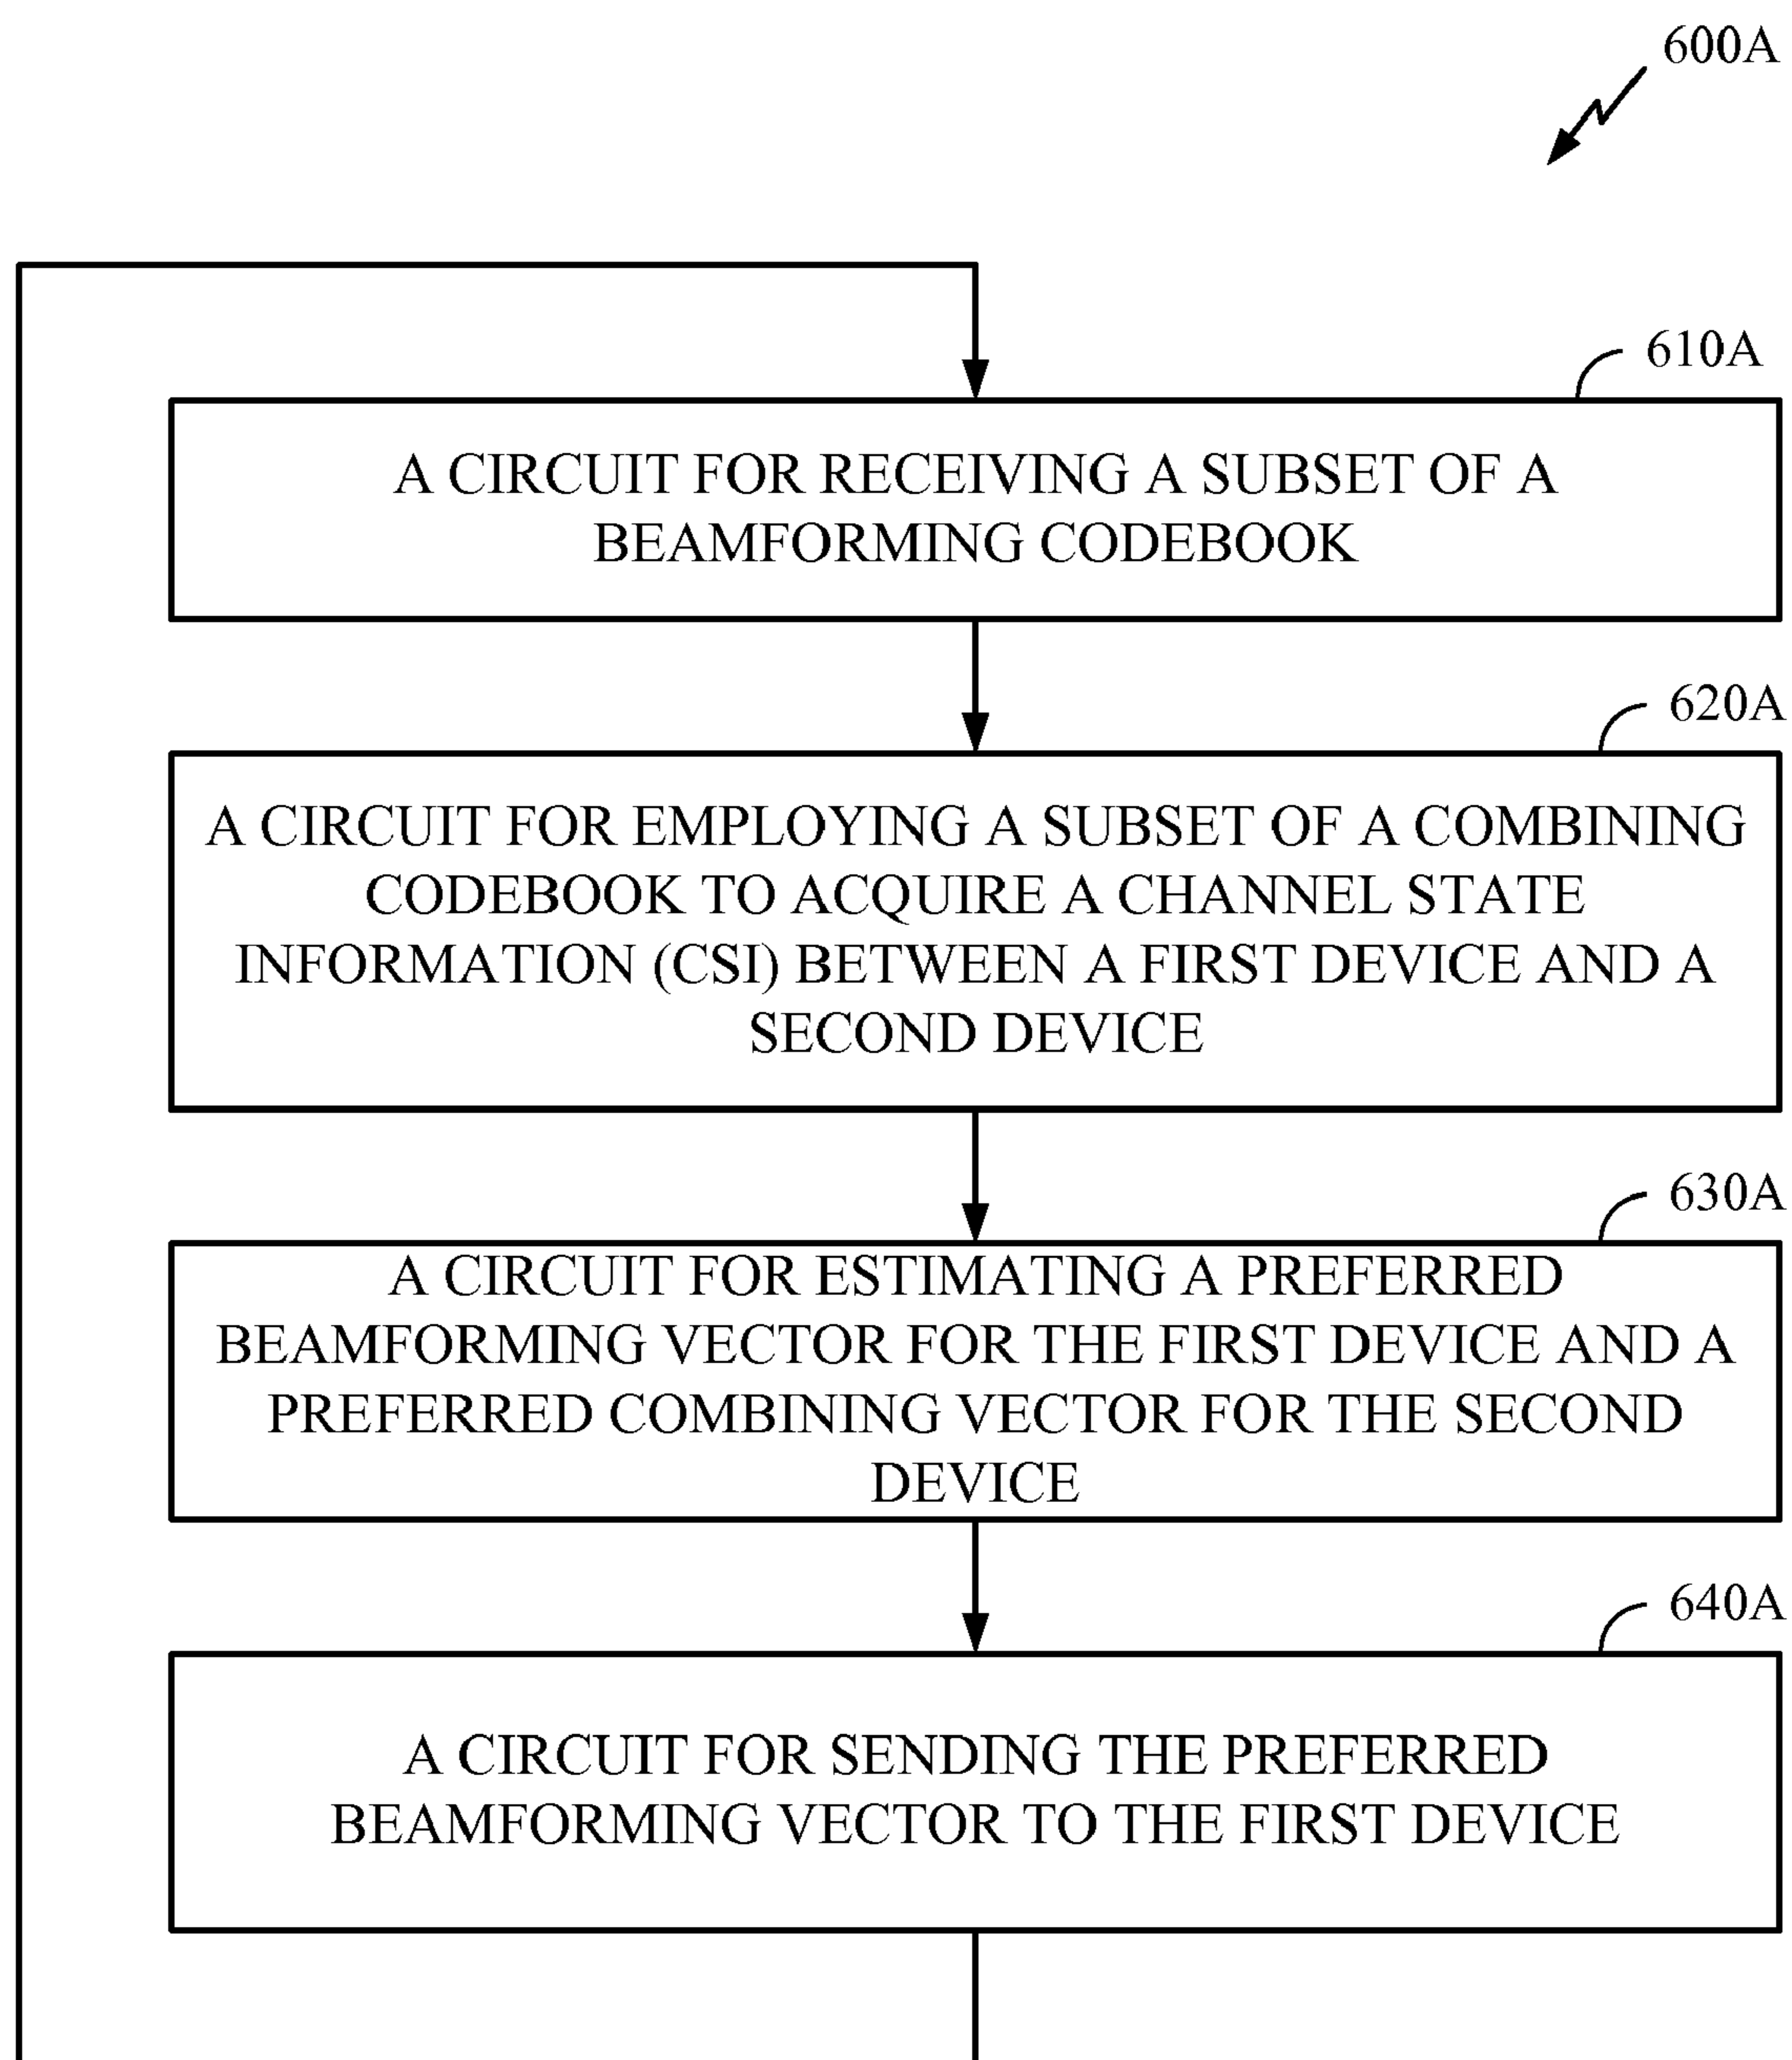 600A
610A
A CIRCUIT FOR RECEIVING A SUBSET OF A
BEAMFORMING CODEBOOK
620A
A CIRCUIT FOR EMPLOYING A SUBSET OF A COMBINING
CODEBOOK TO ACQUIRE A CHANNEL STATE
INFORMATION (CSI) BETWEEN A FIRST DEVICE AND A
SECOND DEVICE
630A
A CIRCUIT FOR ESTIMATING A PREFERRED
BEAMFORMING VECTOR FOR THE FIRST DEVICE AND A
PREFERRED COMBINING VECTOR FOR THE SECOND
DEVICE
640A
A CIRCUIT FOR SENDING THE PREFERRED
BEAMFORMING VECTOR TO THE FIRST DEVICE